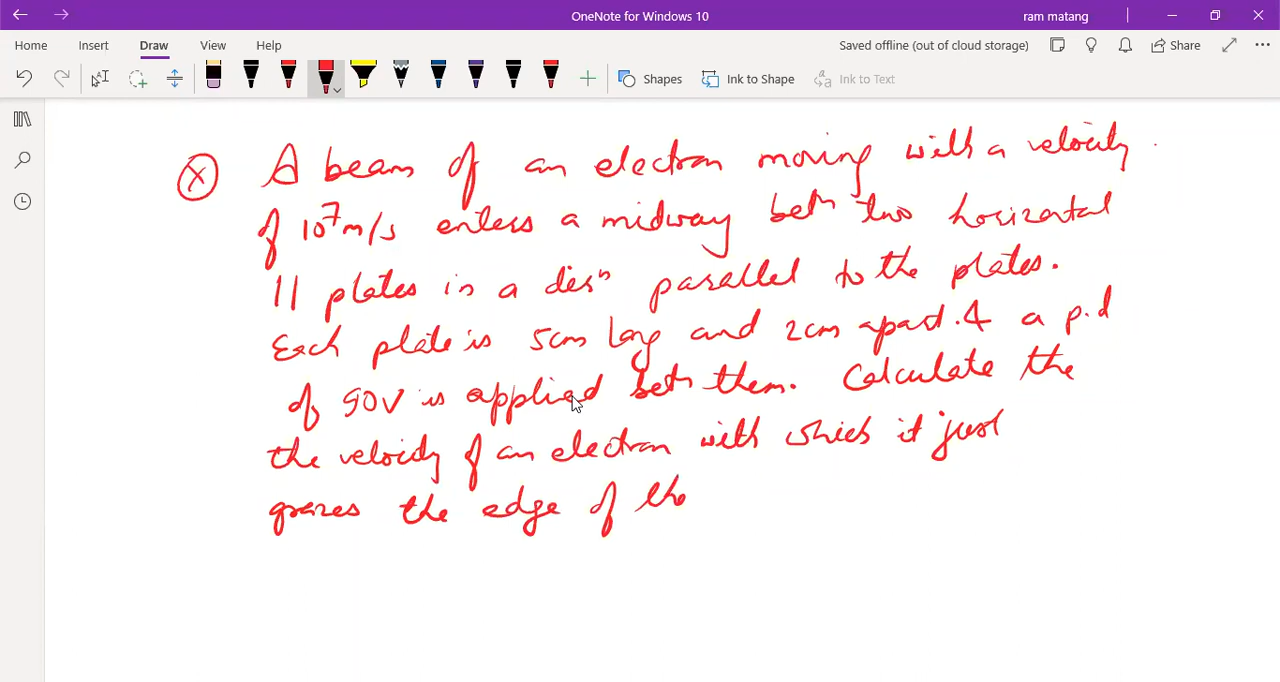 OneNote for Windows 10
ram matang
Home Insert Draw View Help
Saved offline (out of cloud storage)
Share
Shapes
Ink to Shape
Ink to Text
A beam of an electron moving with a velocity
of 10⁷m/s enters a midway betn two horizontal
11 plates in a dirn parallel to the plates.
Each plate is 5cm long and 2cm apart. & a p.d
of 90V is applied betn them. Calculate the
the velocity of an electron with which it just
grazes the edge of the